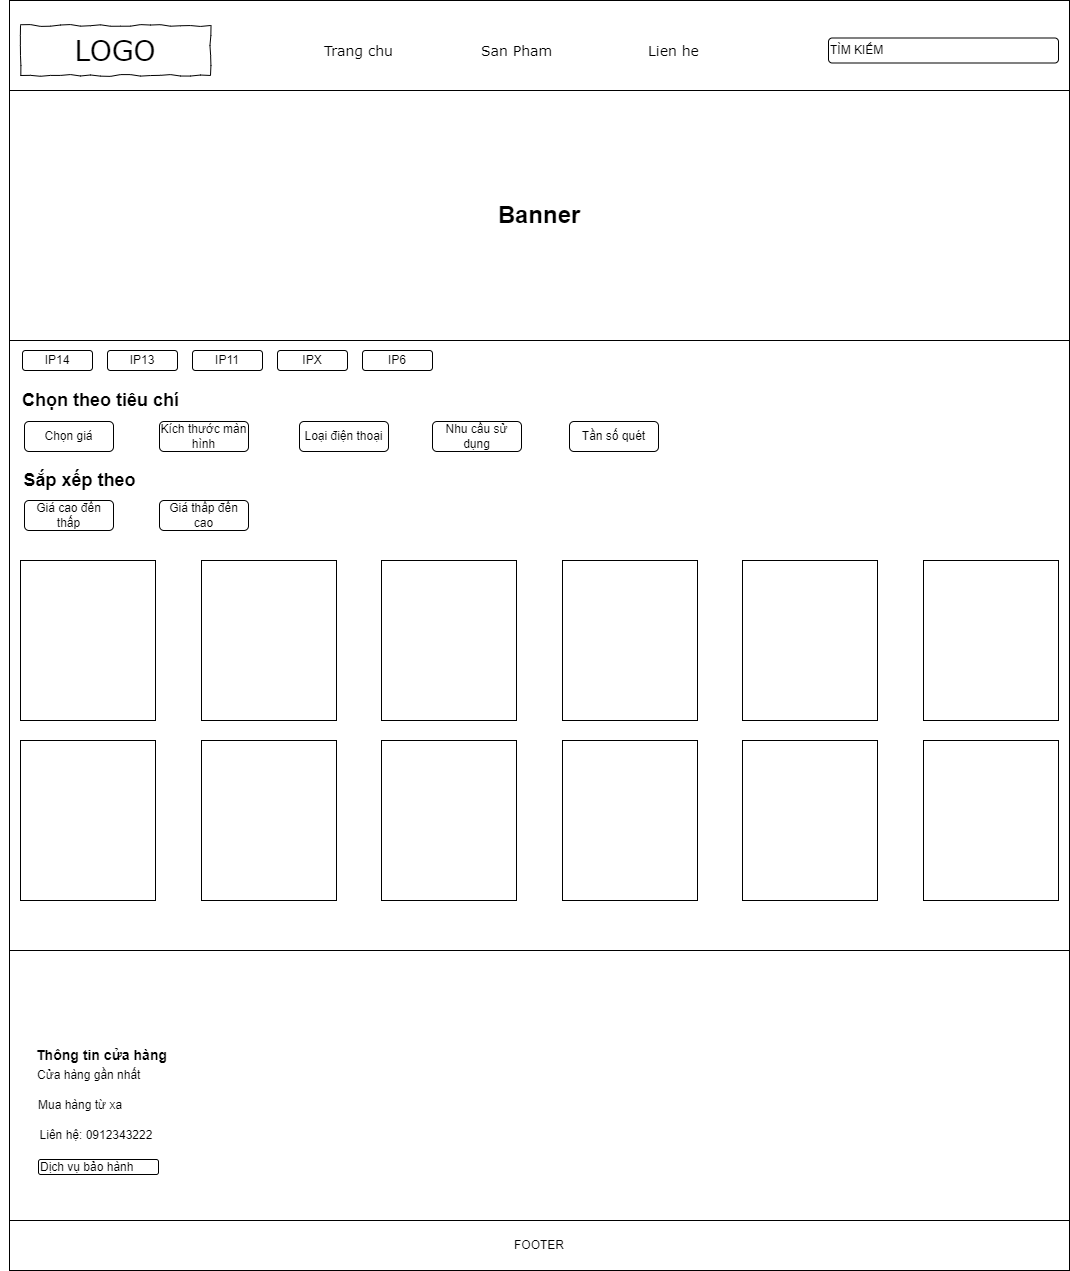 LOGO
Trang chu
San Pham
Lien he
TÌM KIẾM
Banner
IP14
IP13
IP11
IPX
IP6
Chọn theo tiêu chí
Chọn giá
Kích thước màn
hình
Loại điện thoại
Nhu cầu sử
dụng
Tần số quét
Sắp xếp theo
Giá cao đến
thấp
Giá thấp đến
cao
Thông tin cửa hàng
Cửa hàng gần nhất
Mua hàng từ xa
Liên hệ: 0912343222
Dịch vụ bảo hành
FOOTER